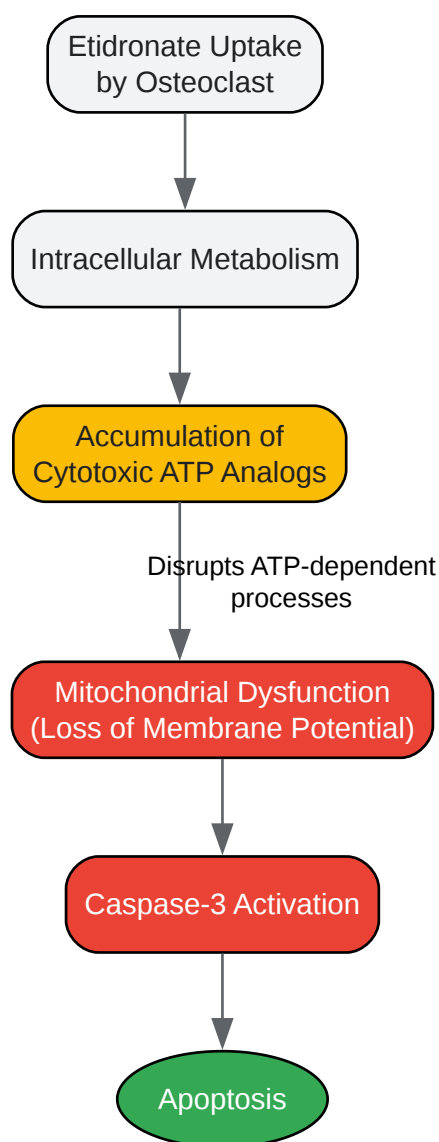 Etidronate Uptake
by Osteoclast
Intracellular Metabolism
Accumulation of
Cytotoxic ATP Analogs
Disrupts ATP-dependent
processes
Mitochondrial Dysfunction
(Loss of Membrane Potential)
Caspase-3 Activation
Apoptosis